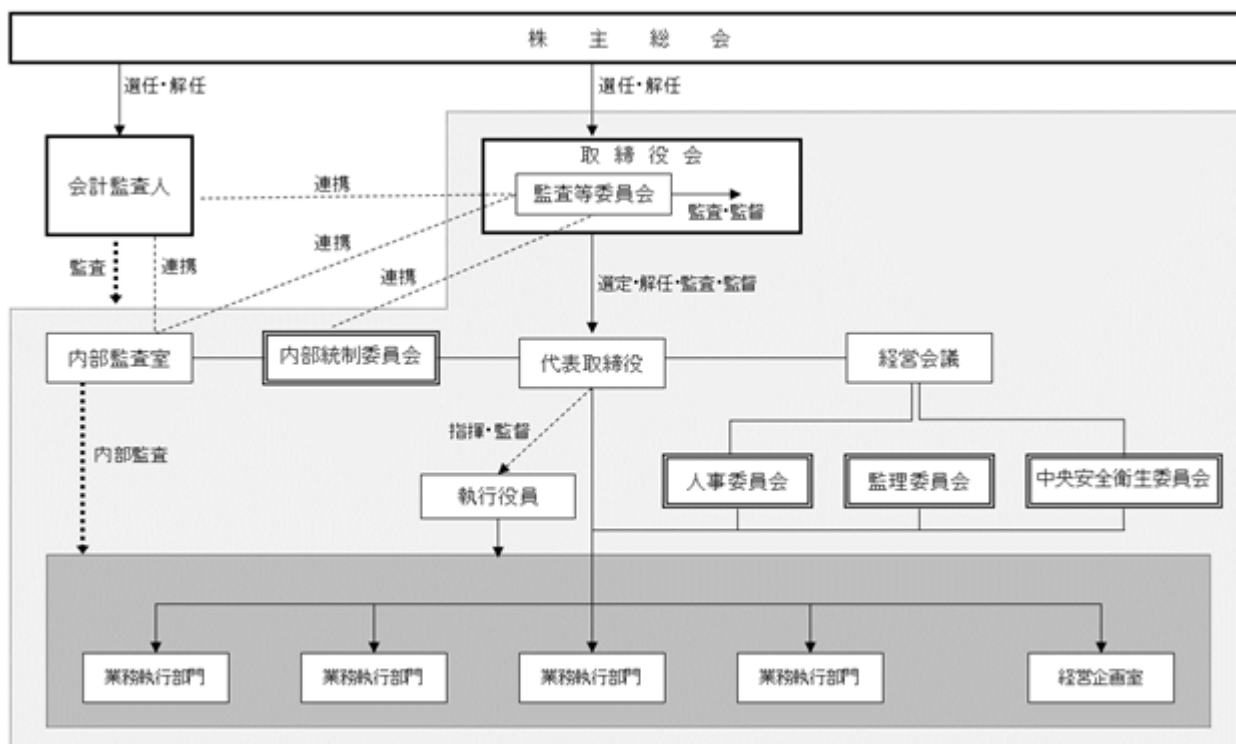 株主総会
選任・解任
選任・解任
取締役会
会計監査人
連携
監査等委員会
監査・監督
連携
監査
連携
連携
選定・解任・監査・監督
内部監査室
内部統制委員会
代表取締役
経営会議
指揮・監督
内部監査
執行役員
人事委員会
監理委員会
中央安全衛生委員会
業務執行部門
業務執行部門
業務執行部門
業務執行部門
経営企画室